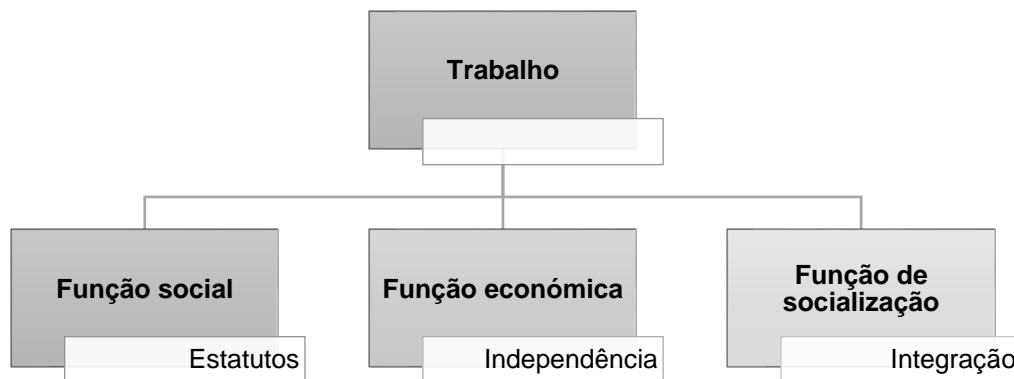 Trabalho
Função social
Estatutos
Função económica
Independência
Função de
socialização
Integração